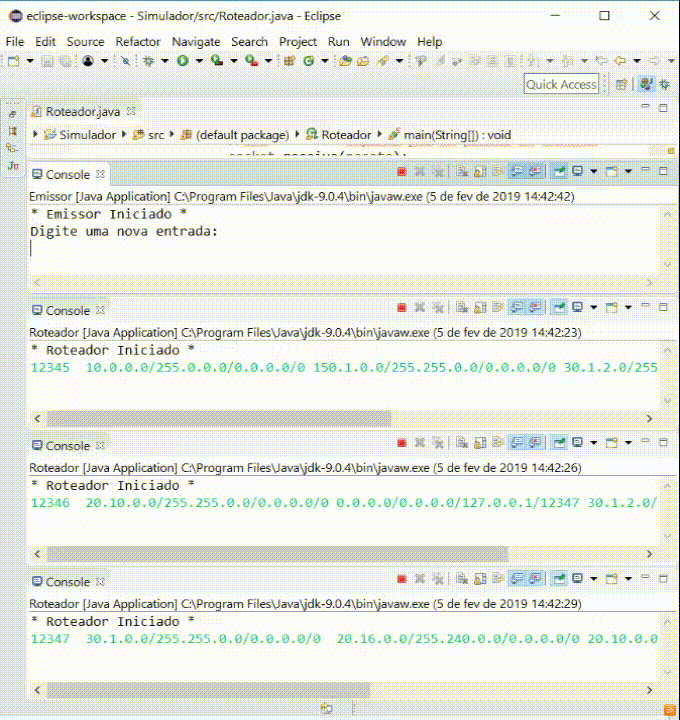 eclipse-workspace - Simulador/src/Roteador.java - Eclipse
File Edit Source Refactor Navigate Search Project Run Window Help
Quick Access
Roteador.java
Simulador src (default package) Roteador main(String[]) : void
Console
Emissor [Java Application] C:\Program Files\Java\jdk-9.0.4\bin\javaw.exe (5 de fev de 2019 14:42:42)
* Emissor Iniciado *
Digite uma nova entrada:
Console
Roteador [Java Application] C:\Program Files\Java\jdk-9.0.4\bin\javaw.exe (5 de fev de 2019 14:42:23)
* Roteador Iniciado *
12345 10.0.0.0/255.0.0.0/0.0.0.0/0 150.1.0.0/255.255.0.0/0.0.0.0/0 30.1.2.0/255
Console
Roteador [Java Application] C:\Program Files\Java\jdk-9.0.4\bin\javaw.exe (5 de fev de 2019 14:42:26)
* Roteador Iniciado *
12346 20.10.0.0/255.255.0.0/0.0.0.0/0 0.0.0.0/0.0.0.0/127.0.0.1/12347 30.1.2.0/
Console
Roteador [Java Application] C:\Program Files\Java\jdk-9.0.4\bin\javaw.exe (5 de fev de 2019 14:42:29)
* Roteador Iniciado *
12347 30.1.0.0/255.255.0.0/0.0.0.0/0 20.16.0.0/255.240.0.0/0.0.0.0/0 20.10.0.0